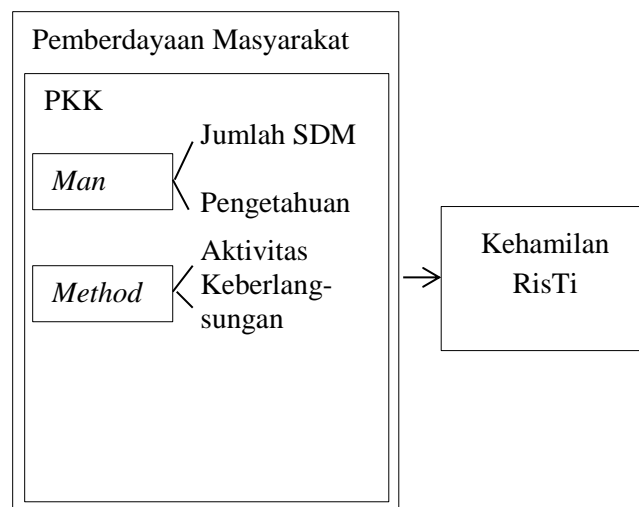 Pemberdayaan Masyarakat
PKK
Jumlah SDM
Man
Pengetahuan
Aktivitas
Method
Keberlang-
sungan
Kehamilan
RisTi